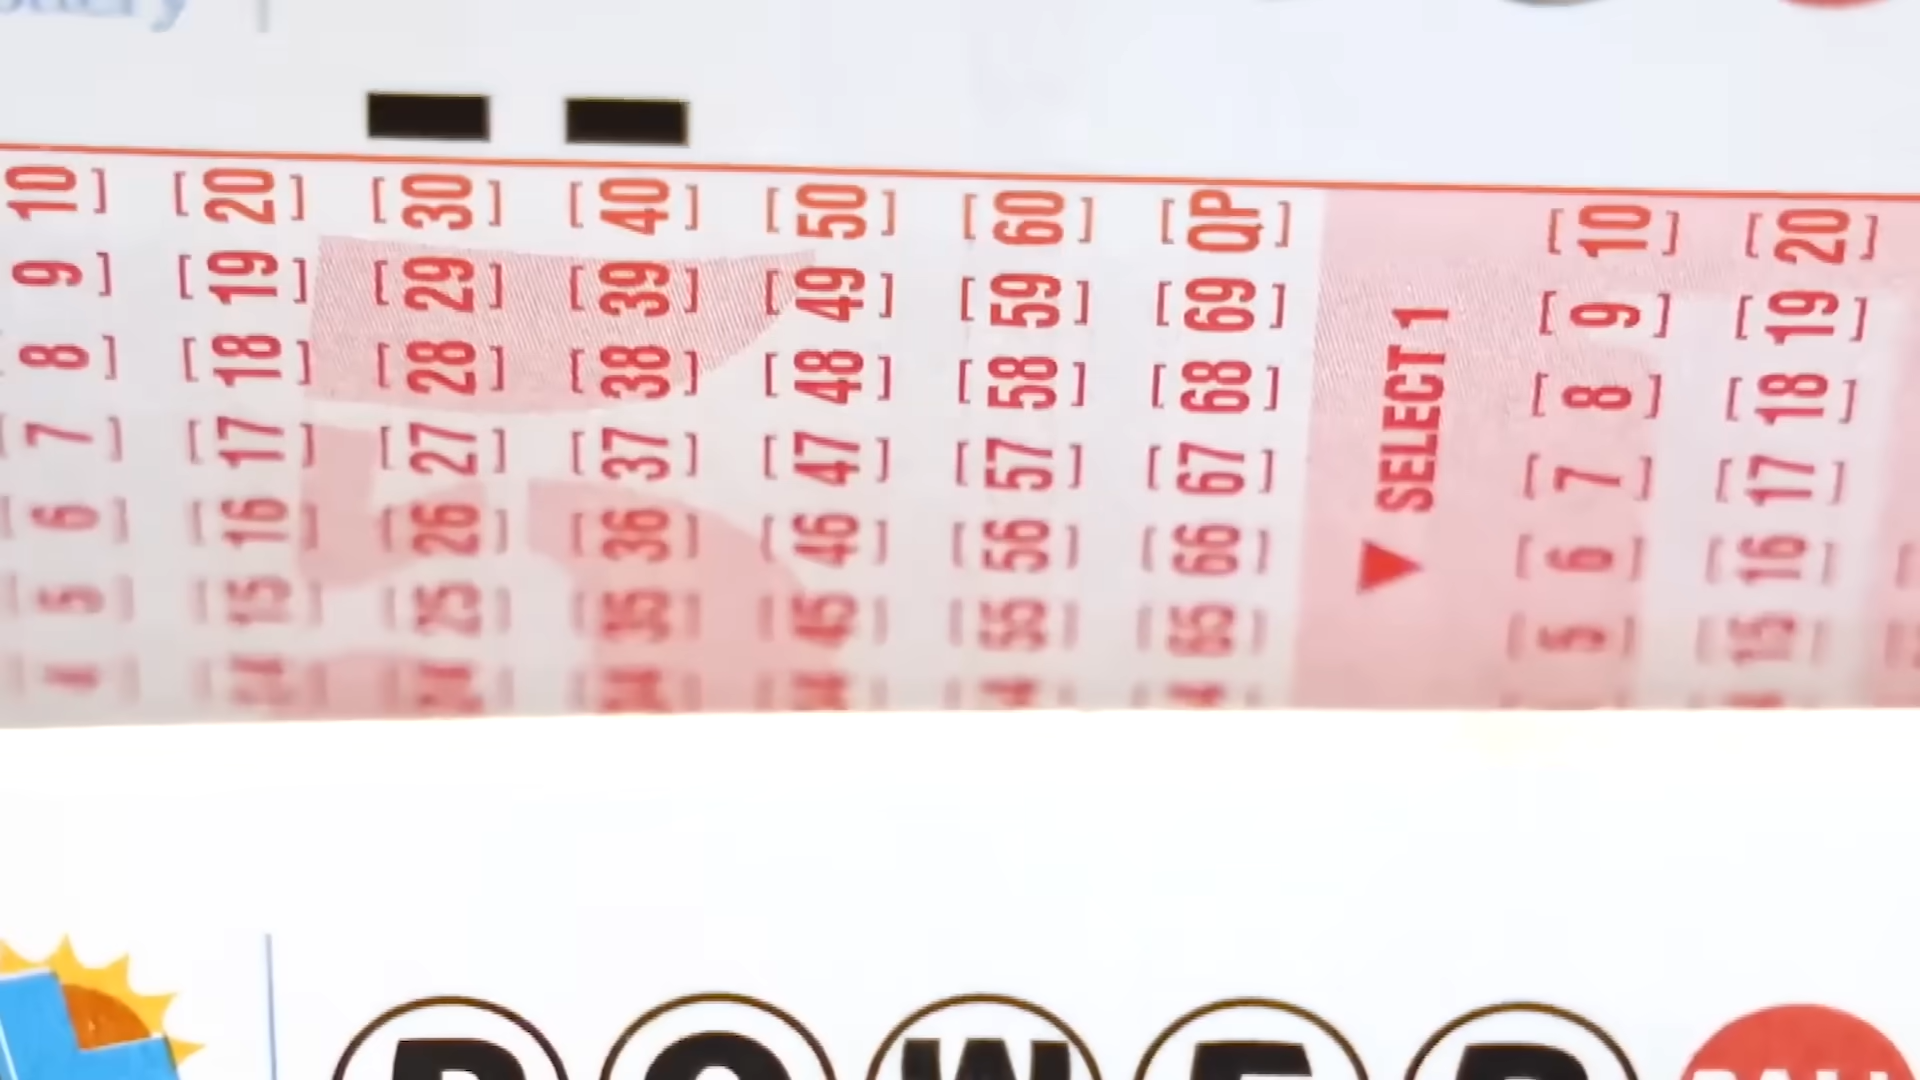 [ 10 ] [ 20 ] [ 30 ] [ 40 ] [ 50 ] [ 60 ] [ QP ] [ 10 ] [ 20 ]
9 ] [ 19 ] [ 29 ] [ 39 ] [ 49 ] [ 59 ] [ 69 ] [ 9 ] [ 19 ]
8 ] [ 18 ] [ 28 ] [ 38 ] [ 48 ] [ 58 ] [ 68 ] [ 8 ] [ 18 ]
7 ] [ 17 ] [ 27 ] [ 37 ] [ 47 ] [ 57 ] [ 67 ] [ 7 ] [ 17 ]
6 ] [ 16 ] [ 26 ] [ 36 ] [ 46 ] [ 56 ] [ 66 ] [ 6 ] [ 16 ]
5 ] [ 15 ] [ 25 ] [ 35 ] [ 45 ] [ 55 ] [ 65 ] [ 5 ] [ 15 ]
SELECT 1
POWER BALL